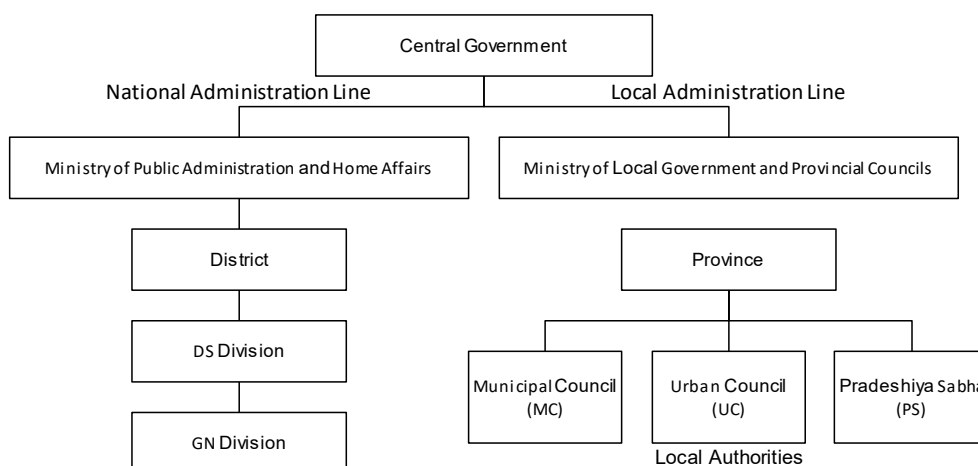 Central Government
National Administration Line
Local Administration Line
Ministry of Public Administration and Home Affairs
Ministry of Local Government and Provincial Councils
District
Province
DS Division
Municipal Council
(MC)
Urban Council
(UC)
Pradeshiya Sabha
(PS)
GN Division
Local Authorities